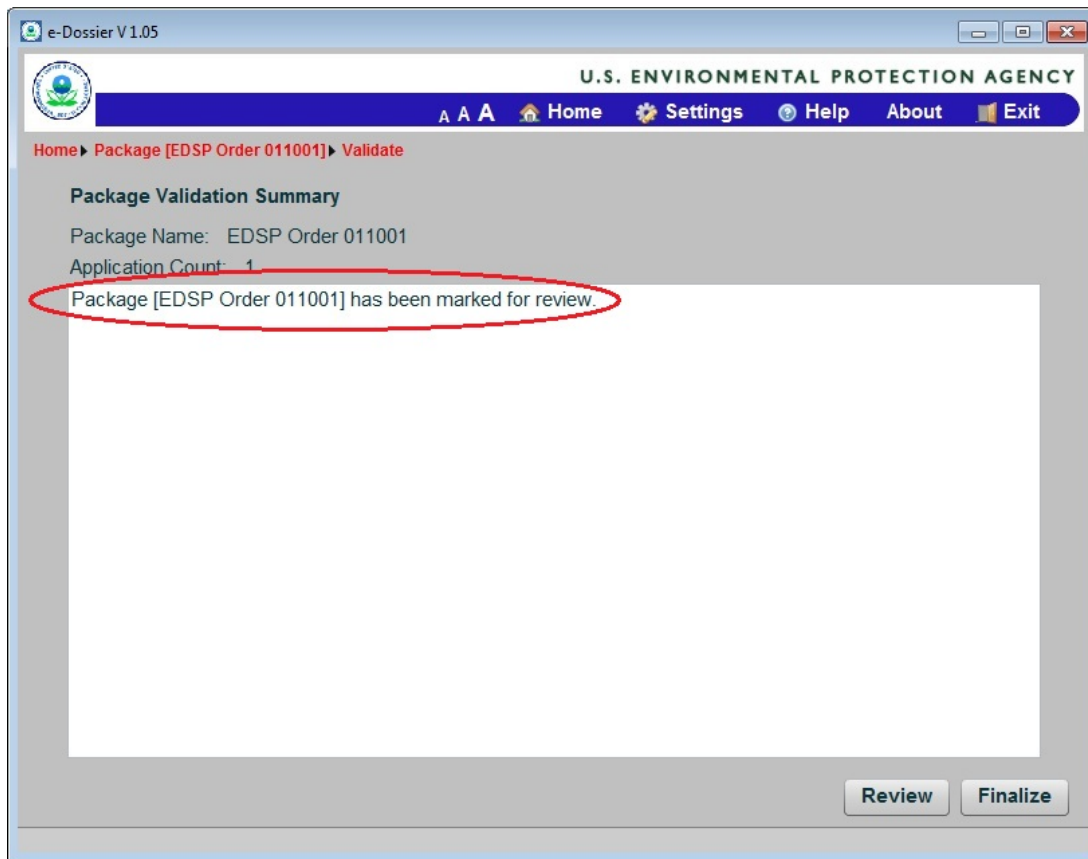 e-Dossier V 1.05
U.S. ENVIRONMENTAL PROTECTION AGENCY
A A A Home Settings Help About Exit
Home Package [EDSP Order 011001] Validate
Package Validation Summary
Package Name: EDSP Order 011001
Application Count: 1
Package [EDSP Order 011001] has been marked for review.
Review Finalize